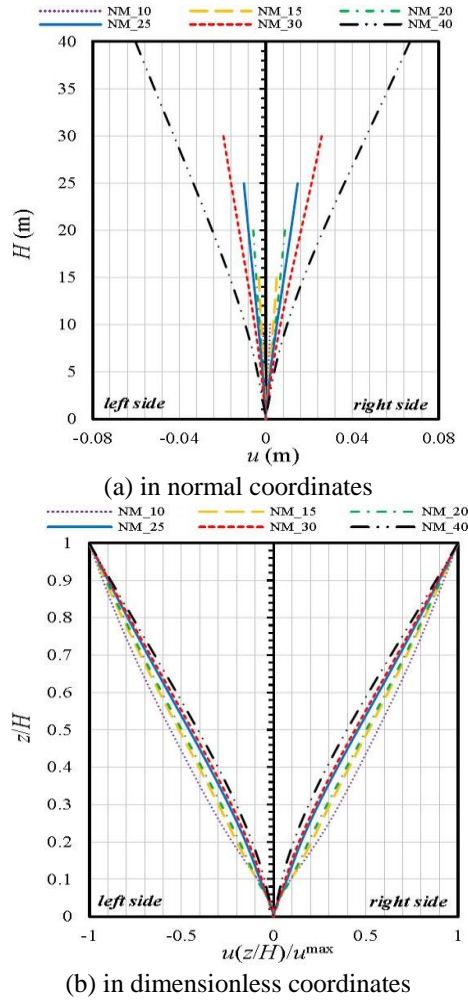 NM_10 NM_15 NM_20
NM_25 NM_30 NM_40
40
35
30
25
20
15
10
5
0
H (m)
left side right side
-0.08 -0.04 0 0.04 0.08
u (m)
(a) in normal coordinates
NM_10 NM_15 NM_20
NM_25 NM_30 NM_40
1
0.9
0.8
0.7
0.6
0.5
0.4
0.3
0.2
0.1
0
z/H
left side right side
-1 -0.5 0 0.5 1
u(z/H)/u^max
(b) in dimensionless coordinates